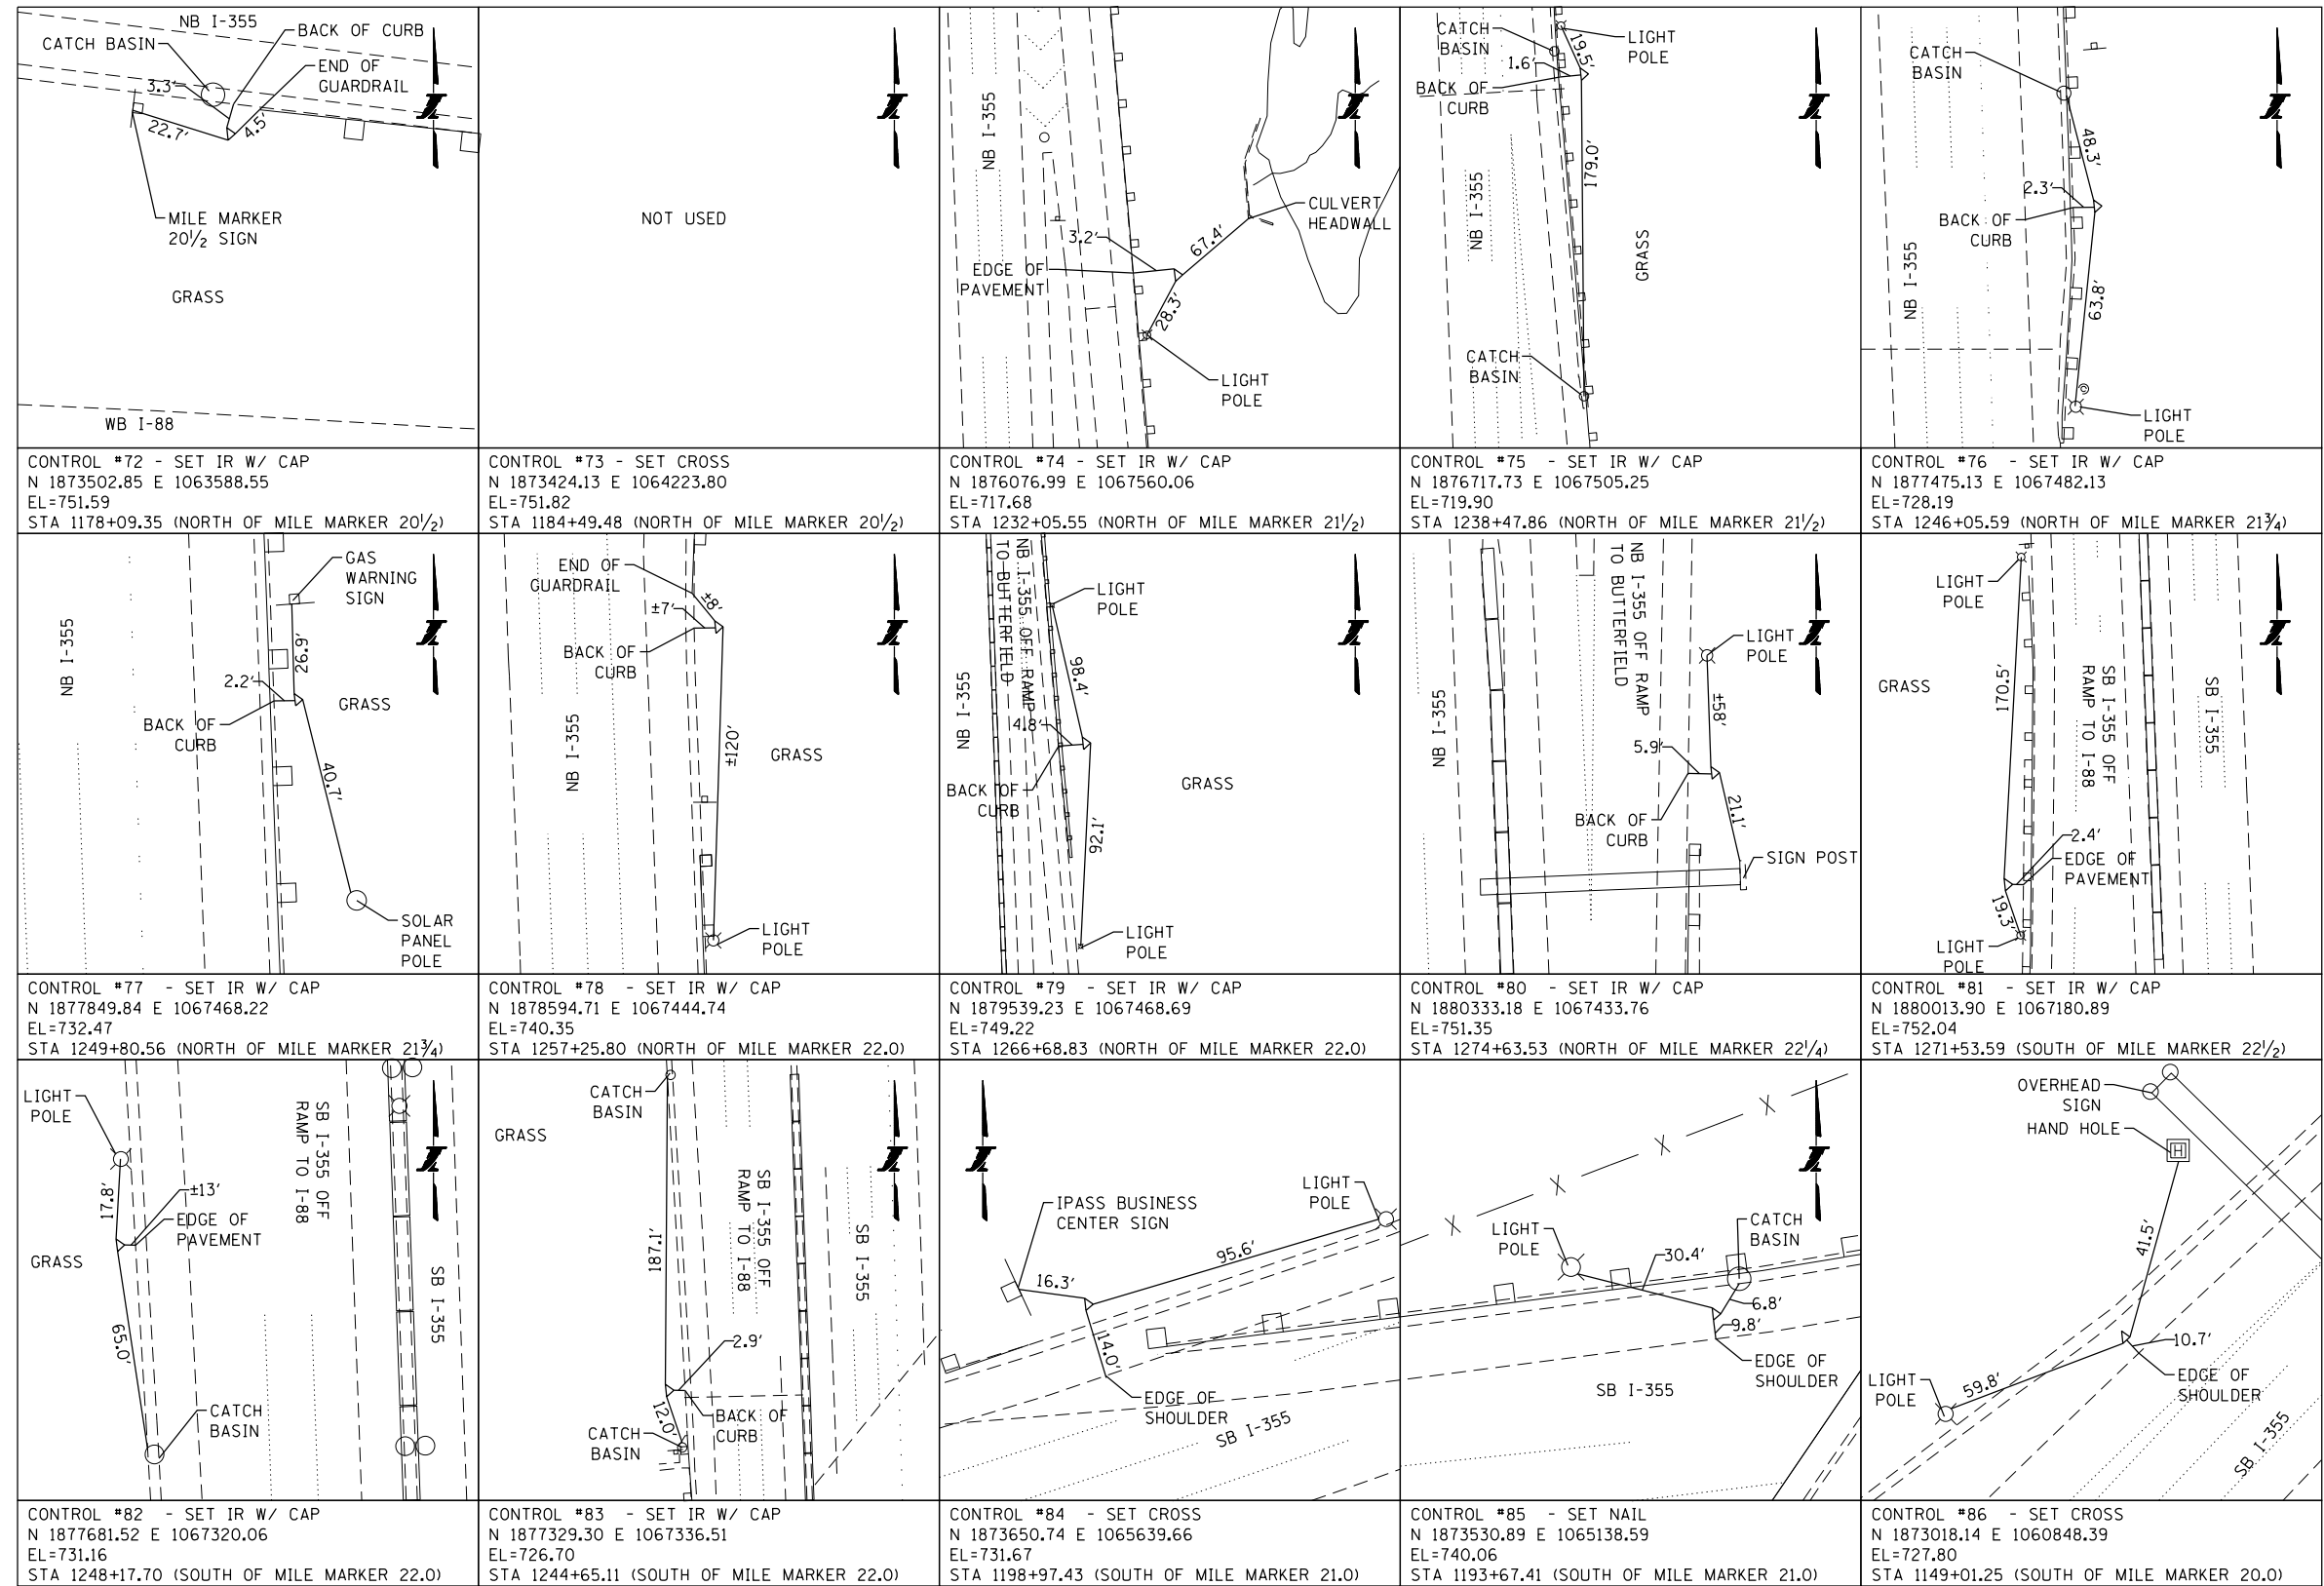 NB I-355
CATCH BASIN
BACK OF CURB
END OF
GUARDRAIL
3.3'
22.7'
4.5'
MILE MARKER
20 1/2 SIGN
GRASS
WB I-88
CONTROL #72 - SET IR W/ CAP
N 1873502.85 E 1063588.55
EL=751.59
STA 1178+09.35 (NORTH OF MILE MARKER 20 1/2)
NOT USED
CONTROL #73 - SET CROSS
N 1873424.13 E 1064223.80
EL=751.82
STA 1184+49.48 (NORTH OF MILE MARKER 20 1/2)
NB I-355
CULVERT
HEADWALL
3.2'
67.4'
EDGE OF
PAVEMENT
28.3'
LIGHT
POLE
CONTROL #74 - SET IR W/ CAP
N 1876076.99 E 1067560.06
EL=717.68
STA 1232+05.55 (NORTH OF MILE MARKER 21 1/2)
CATCH
BASIN
19.5'
LIGHT
POLE
1.6'
BACK OF
CURB
179.0'
NB I-355
GRASS
CATCH
BASIN
CONTROL #75 - SET IR W/ CAP
N 1876717.73 E 1067505.25
EL=719.90
STA 1238+47.86 (NORTH OF MILE MARKER 21 1/2)
CATCH
BASIN
48.3'
2.3'
BACK OF
CURB
NB I-355
63.8'
LIGHT
POLE
CONTROL #76 - SET IR W/ CAP
N 1877475.13 E 1067482.13
EL=728.19
STA 1246+05.59 (NORTH OF MILE MARKER 21 3/4)
GAS
WARNING
SIGN
NB I-355
26.9'
2.2'
GRASS
BACK OF
CURB
40.7'
SOLAR
PANEL
POLE
CONTROL #77 - SET IR W/ CAP
N 1877849.84 E 1067468.22
EL=732.47
STA 1249+80.56 (NORTH OF MILE MARKER 21 3/4)
END OF
GUARDRAIL
±7'
±8'
BACK OF
CURB
NB I-355
±120'
GRASS
LIGHT
POLE
CONTROL #78 - SET IR W/ CAP
N 1878594.71 E 1067444.74
EL=740.35
STA 1257+25.80 (NORTH OF MILE MARKER 22.0)
NB I-355 OFF RAMP
TO BUTTERFIELD
LIGHT
POLE
98.4'
NB I-355
4.8'
BACK OF
CURB
GRASS
92.1'
LIGHT
POLE
CONTROL #79 - SET IR W/ CAP
N 1879539.23 E 1067468.69
EL=749.22
STA 1266+68.83 (NORTH OF MILE MARKER 22.0)
NB I-355 OFF RAMP
TO BUTTERFIELD
LIGHT
POLE
NB I-355
±58'
5.9'
BACK OF
CURB
21.1'
SIGN POST
CONTROL #80 - SET IR W/ CAP
N 1880333.18 E 1067433.76
EL=751.35
STA 1274+63.53 (NORTH OF MILE MARKER 22 1/4)
LIGHT
POLE
GRASS
170.5'
SB I-355 OFF
RAMP TO I-88
SB I-355
2.4'
EDGE OF
PAVEMENT
19.3'
LIGHT
POLE
CONTROL #81 - SET IR W/ CAP
N 1880013.90 E 1067180.89
EL=752.04
STA 1271+53.59 (SOUTH OF MILE MARKER 22 1/2)
LIGHT
POLE
SB I-355 OFF
RAMP TO I-88
17.8'
±13'
EDGE OF
PAVEMENT
GRASS
SB I-355
65.0'
CATCH
BASIN
CONTROL #82 - SET IR W/ CAP
N 1877681.52 E 1067320.06
EL=731.16
STA 1248+17.70 (SOUTH OF MILE MARKER 22.0)
CATCH
BASIN
GRASS
187.1'
SB I-355 OFF
RAMP TO I-88
SB I-355
2.9'
12.0'
BACK OF
CURB
CATCH
BASIN
CONTROL #83 - SET IR W/ CAP
N 1877329.30 E 1067336.51
EL=726.70
STA 1244+65.11 (SOUTH OF MILE MARKER 22.0)
IPASS BUSINESS
CENTER SIGN
LIGHT
POLE
95.6'
16.3'
14.0'
EDGE OF
SHOULDER
SB I-355
CONTROL #84 - SET CROSS
N 1873650.74 E 1065639.66
EL=731.67
STA 1198+97.43 (SOUTH OF MILE MARKER 21.0)
LIGHT
POLE
CATCH
BASIN
30.4'
6.8'
9.8'
EDGE OF
SHOULDER
SB I-355
CONTROL #85 - SET NAIL
N 1873530.89 E 1065138.59
EL=740.06
STA 1193+67.41 (SOUTH OF MILE MARKER 21.0)
OVERHEAD
SIGN
HAND HOLE
H
41.5'
10.7'
LIGHT
POLE
59.8'
EDGE OF
SHOULDER
SB I-355
CONTROL #86 - SET CROSS
N 1873018.14 E 1060848.39
EL=727.80
STA 1149+01.25 (SOUTH OF MILE MARKER 20.0)